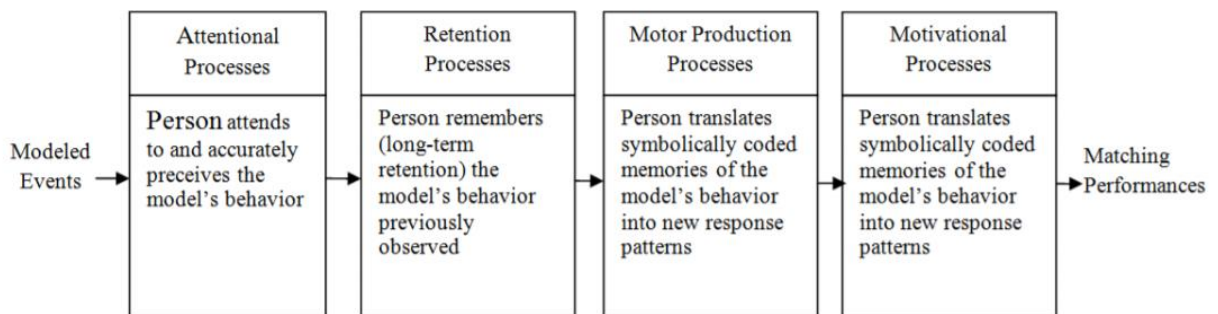 Attentional
Processes
Retention
Processes
Motor Production
Processes
Motivational
Processes
Modeled
Events
Person attends
to and accurately
preceives the
model's behavior
Person remembers
(long-term
retention) the
model's behavior
previously
observed
Person translates
symbolically coded
memories of the
model's behavior
into new response
patterns
Person translates
symbolically coded
memories of the
model's behavior
into new response
patterns
Matching
Performances